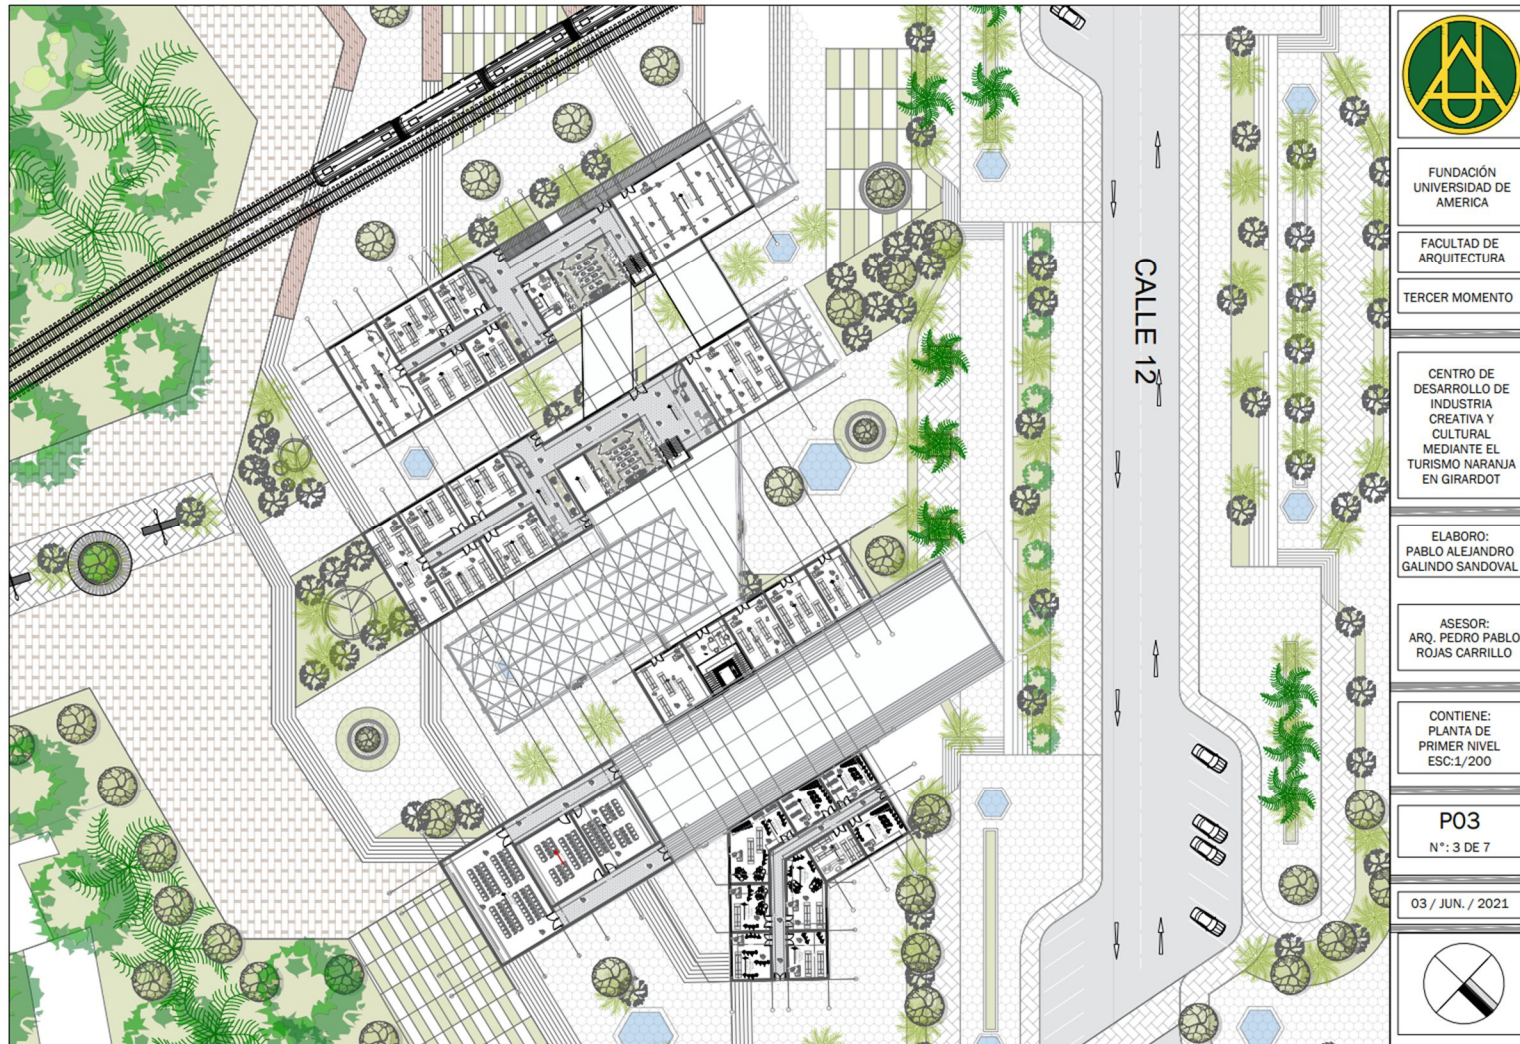 CALLE 12
FUNDACIÓN
UNIVERSIDAD DE
AMERICA
FACULTAD DE
ARQUITECTURA
TERCER MOMENTO
CENTRO DE
DESARROLLO DE
INDUSTRIA
CREATIVA Y
CULTURAL
MEDIANTE EL
TURISMO NARANJA
EN GIRARDOT
ELABORO:
PABLO ALEJANDRO
GALINDO SANDOVAL
ASESOR:
ARQ. PEDRO PABLO
ROJAS CARRILLO
CONTIENE:
PLANTA DE
PRIMER NIVEL
ESC:1/200
P03
N°: 3 DE 7
03 / JUN. / 2021